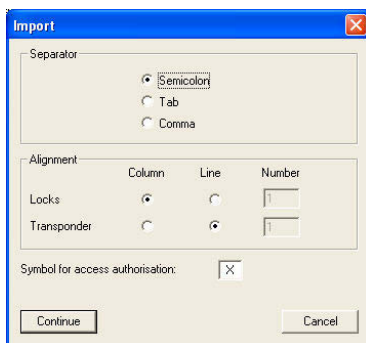 Import
Separator
Semicolon
Tab
Comma
Alignment
Column Line Number
Locks 1
Transponder 1
Symbol for access authorisation: X
Continue Cancel